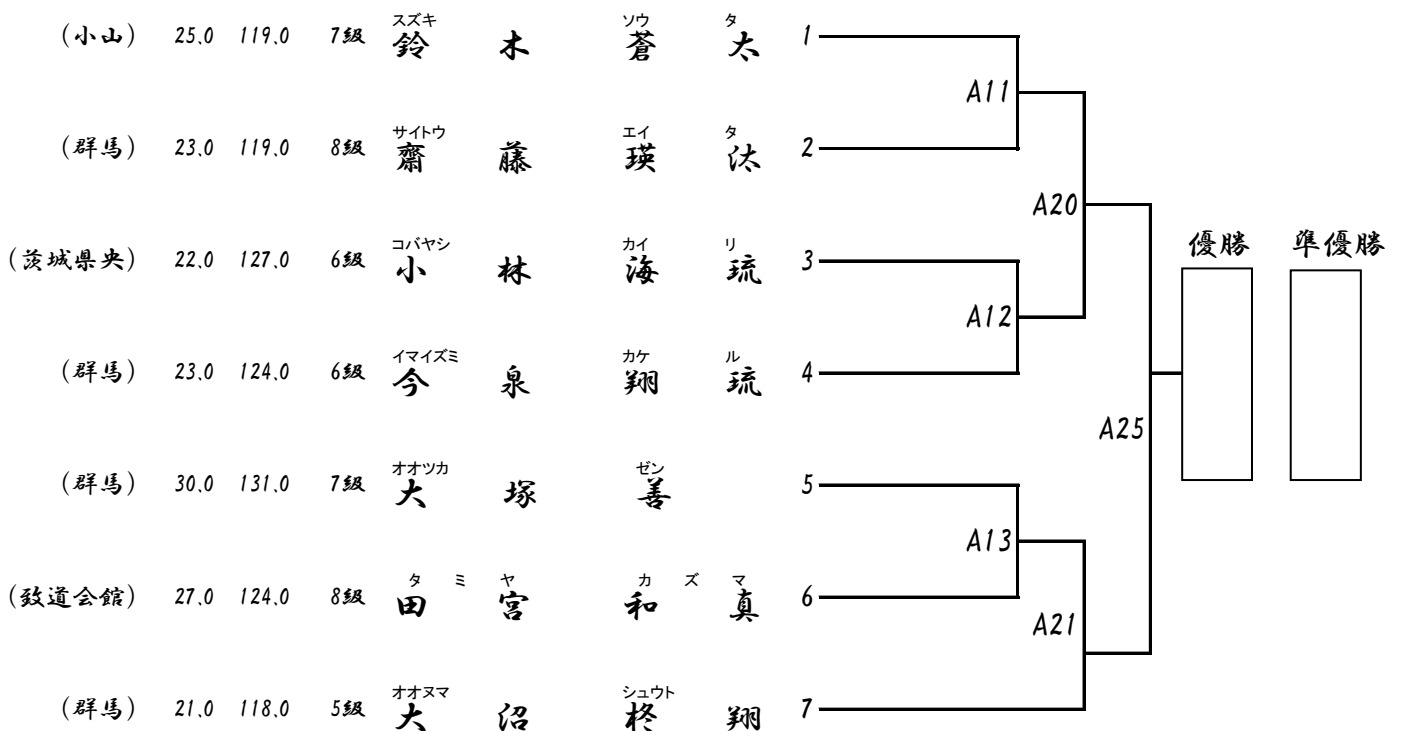 スズキ ソウ タ
(小山) 25.0 119.0 7級 鈴 木 蒼 太 1
A11
サイトウ エイ タ
(群馬) 23.0 119.0 8級 齋 藤 瑛 汰 2
A20
優勝 準優勝
コバヤシ カイ リ
(茨城県央) 22.0 127.0 6級 小 林 海 琉 3
A12
イマイズミ カケ ル
(群馬) 23.0 124.0 6級 今 泉 翔 琉 4
A25
オオツカ ゼン
(群馬) 30.0 131.0 7級 大 塚 善 5
A13
タ ミ ヤ カ ズ マ
(致道会館) 27.0 124.0 8級 田 宮 和 真 6
A21
オオヌマ シュウト
(群馬) 21.0 118.0 5級 大 沼 柊 翔 7